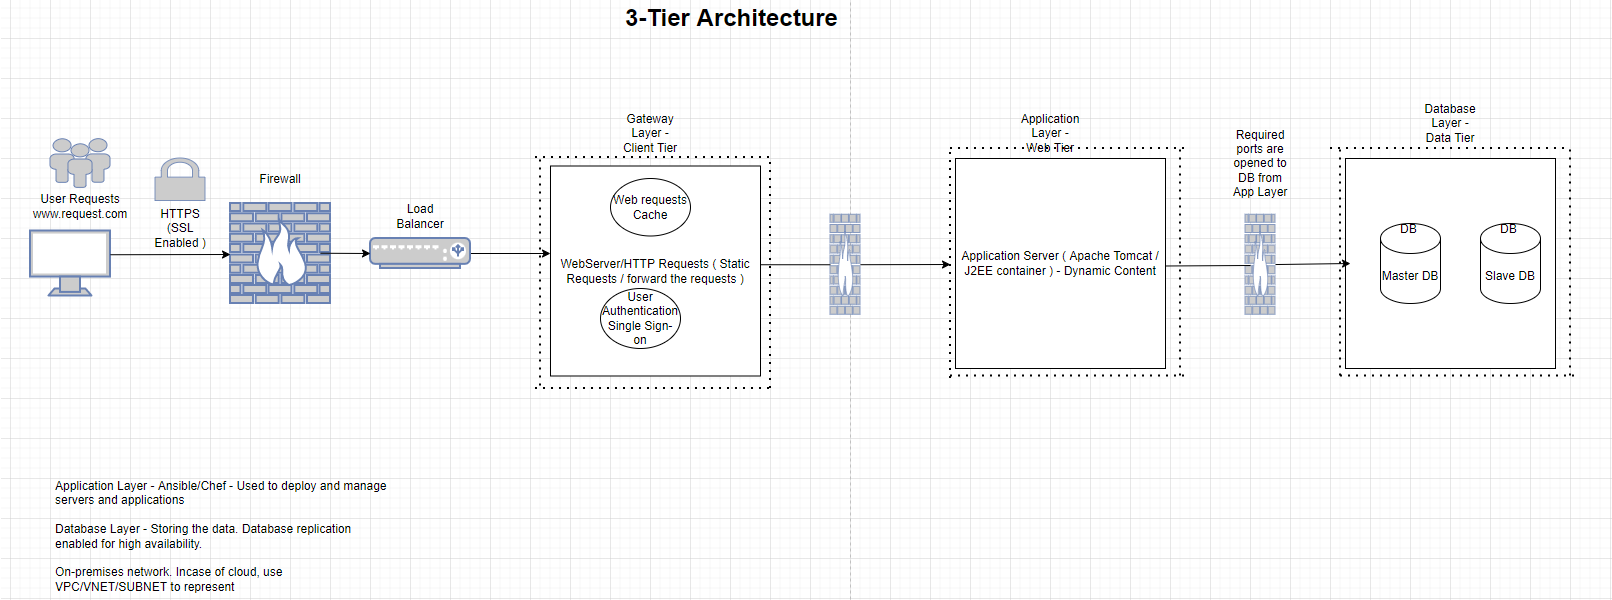 3-Tier Architecture
User Requests
www.request.com
HTTPS
(SSL
Enabled )
Firewall
Load
Balancer
Gateway
Layer -
Client Tier
Web requests
Cache
WebServer/HTTP Requests ( Static
Requests / forward the requests )
User
Authentication
Single Sign-
on
Application
Layer -
Web Tier
Application Server ( Apache Tomcat /
J2EE container ) - Dynamic Content
Required
ports are
opened to
DB from
App Layer
Database
Layer -
Data Tier
DB
Master DB
DB
Slave DB
Application Layer - Ansible/Chef - Used to deploy and manage
servers and applications
Database Layer - Storing the data. Database replication
enabled for high availability.
On-premises network. Incase of cloud, use
VPC/VNET/SUBNET to represent